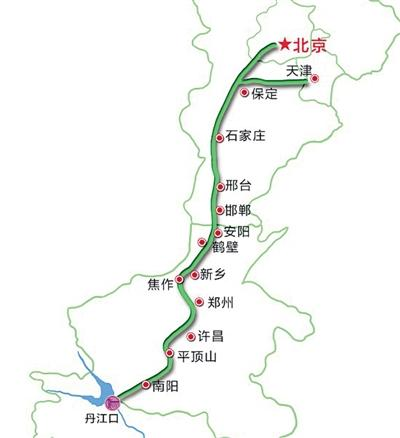 北京
天津
保定
石家庄
邢台
邯郸
安阳
鹤壁
新乡
焦作
郑州
许昌
平顶山
南阳
丹江口